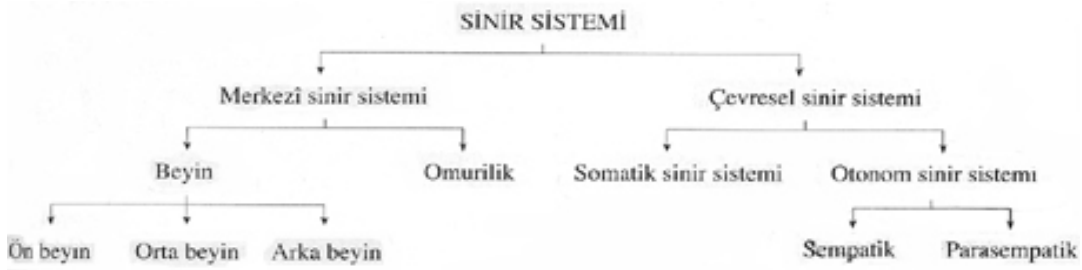 SİNİR SİSTEMİ
Merkezî sinir sistemi Çevresel sinir sistemi
Beyin Omurilik Somatik sinir sistemi Otonom sinir sistemi
Ön beyin Orta beyin Arka beyin Sempatik Parasempatik